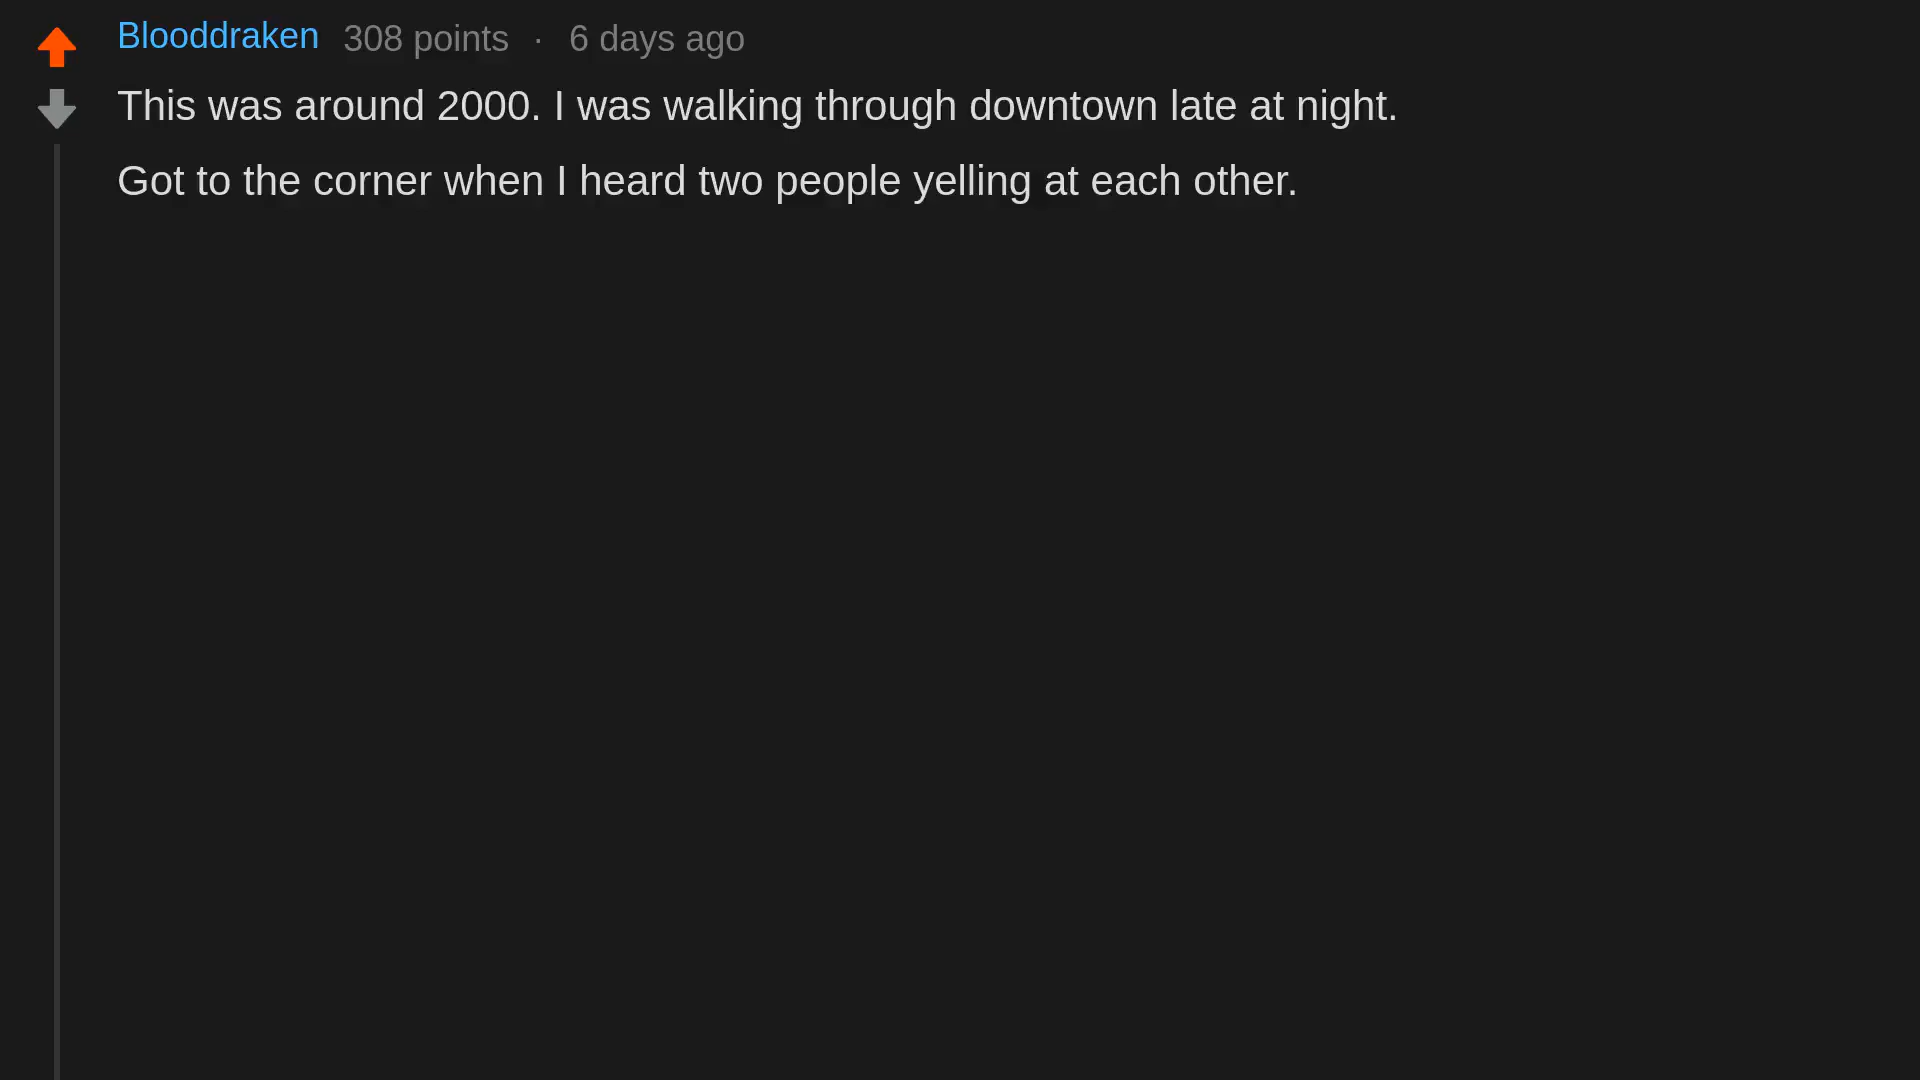 Blooddraken 308 points · 6 days ago
This was around 2000. I was walking through downtown late at night.
Got to the corner when I heard two people yelling at each other.